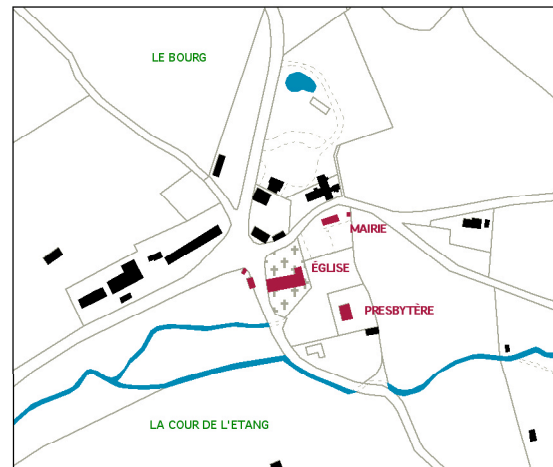 LE BOURG
MAIRIE
ÉGLISE
PRESBYTÈRE
LA COUR DE L'ETANG